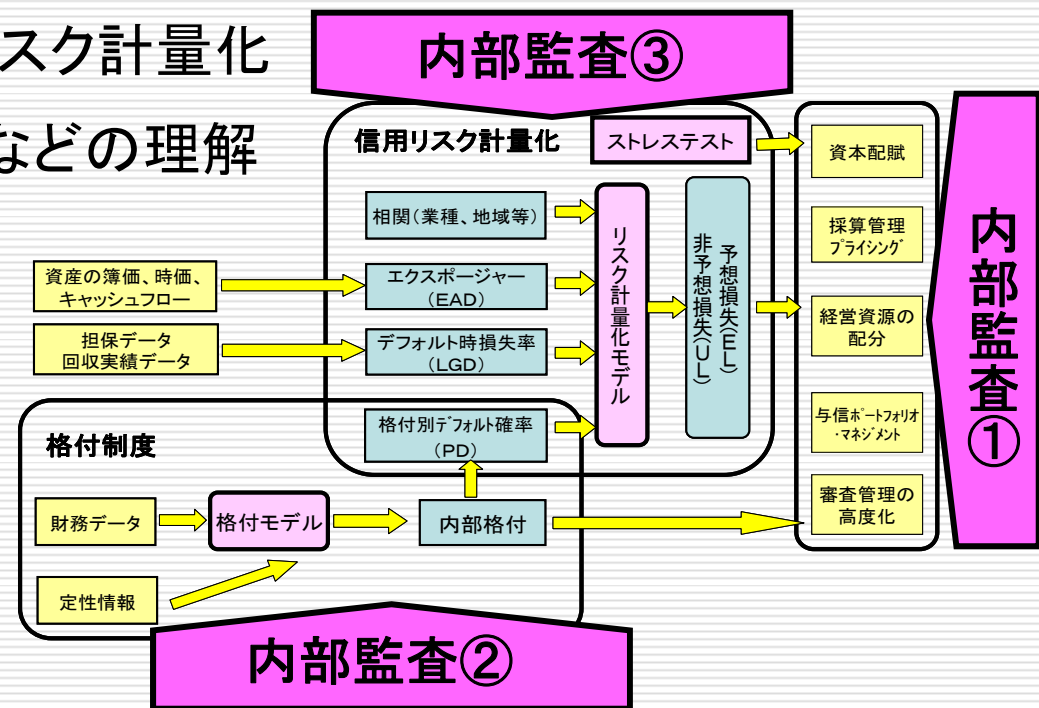 スク計量化
などの理解
内部監査③
信用リスク計量化
ストレステスト
資本配賦
相関(業種、地域等)
採算管理
プライシング
資産の簿価、時価、
キャッシュフロー
エクスポージャー
(EAD)
リスク計量化モデル
予想損失(EL)
非予想損失(UL)
経営資源の
配分
内部監査①
担保データ
回収実績データ
デフォルト時損失率
(LGD)
格付別デフォルト確率
(PD)
与信ポートフォリオ
・マネジメント
格付制度
財務データ
格付モデル
内部格付
審査管理の
高度化
定性情報
内部監査②